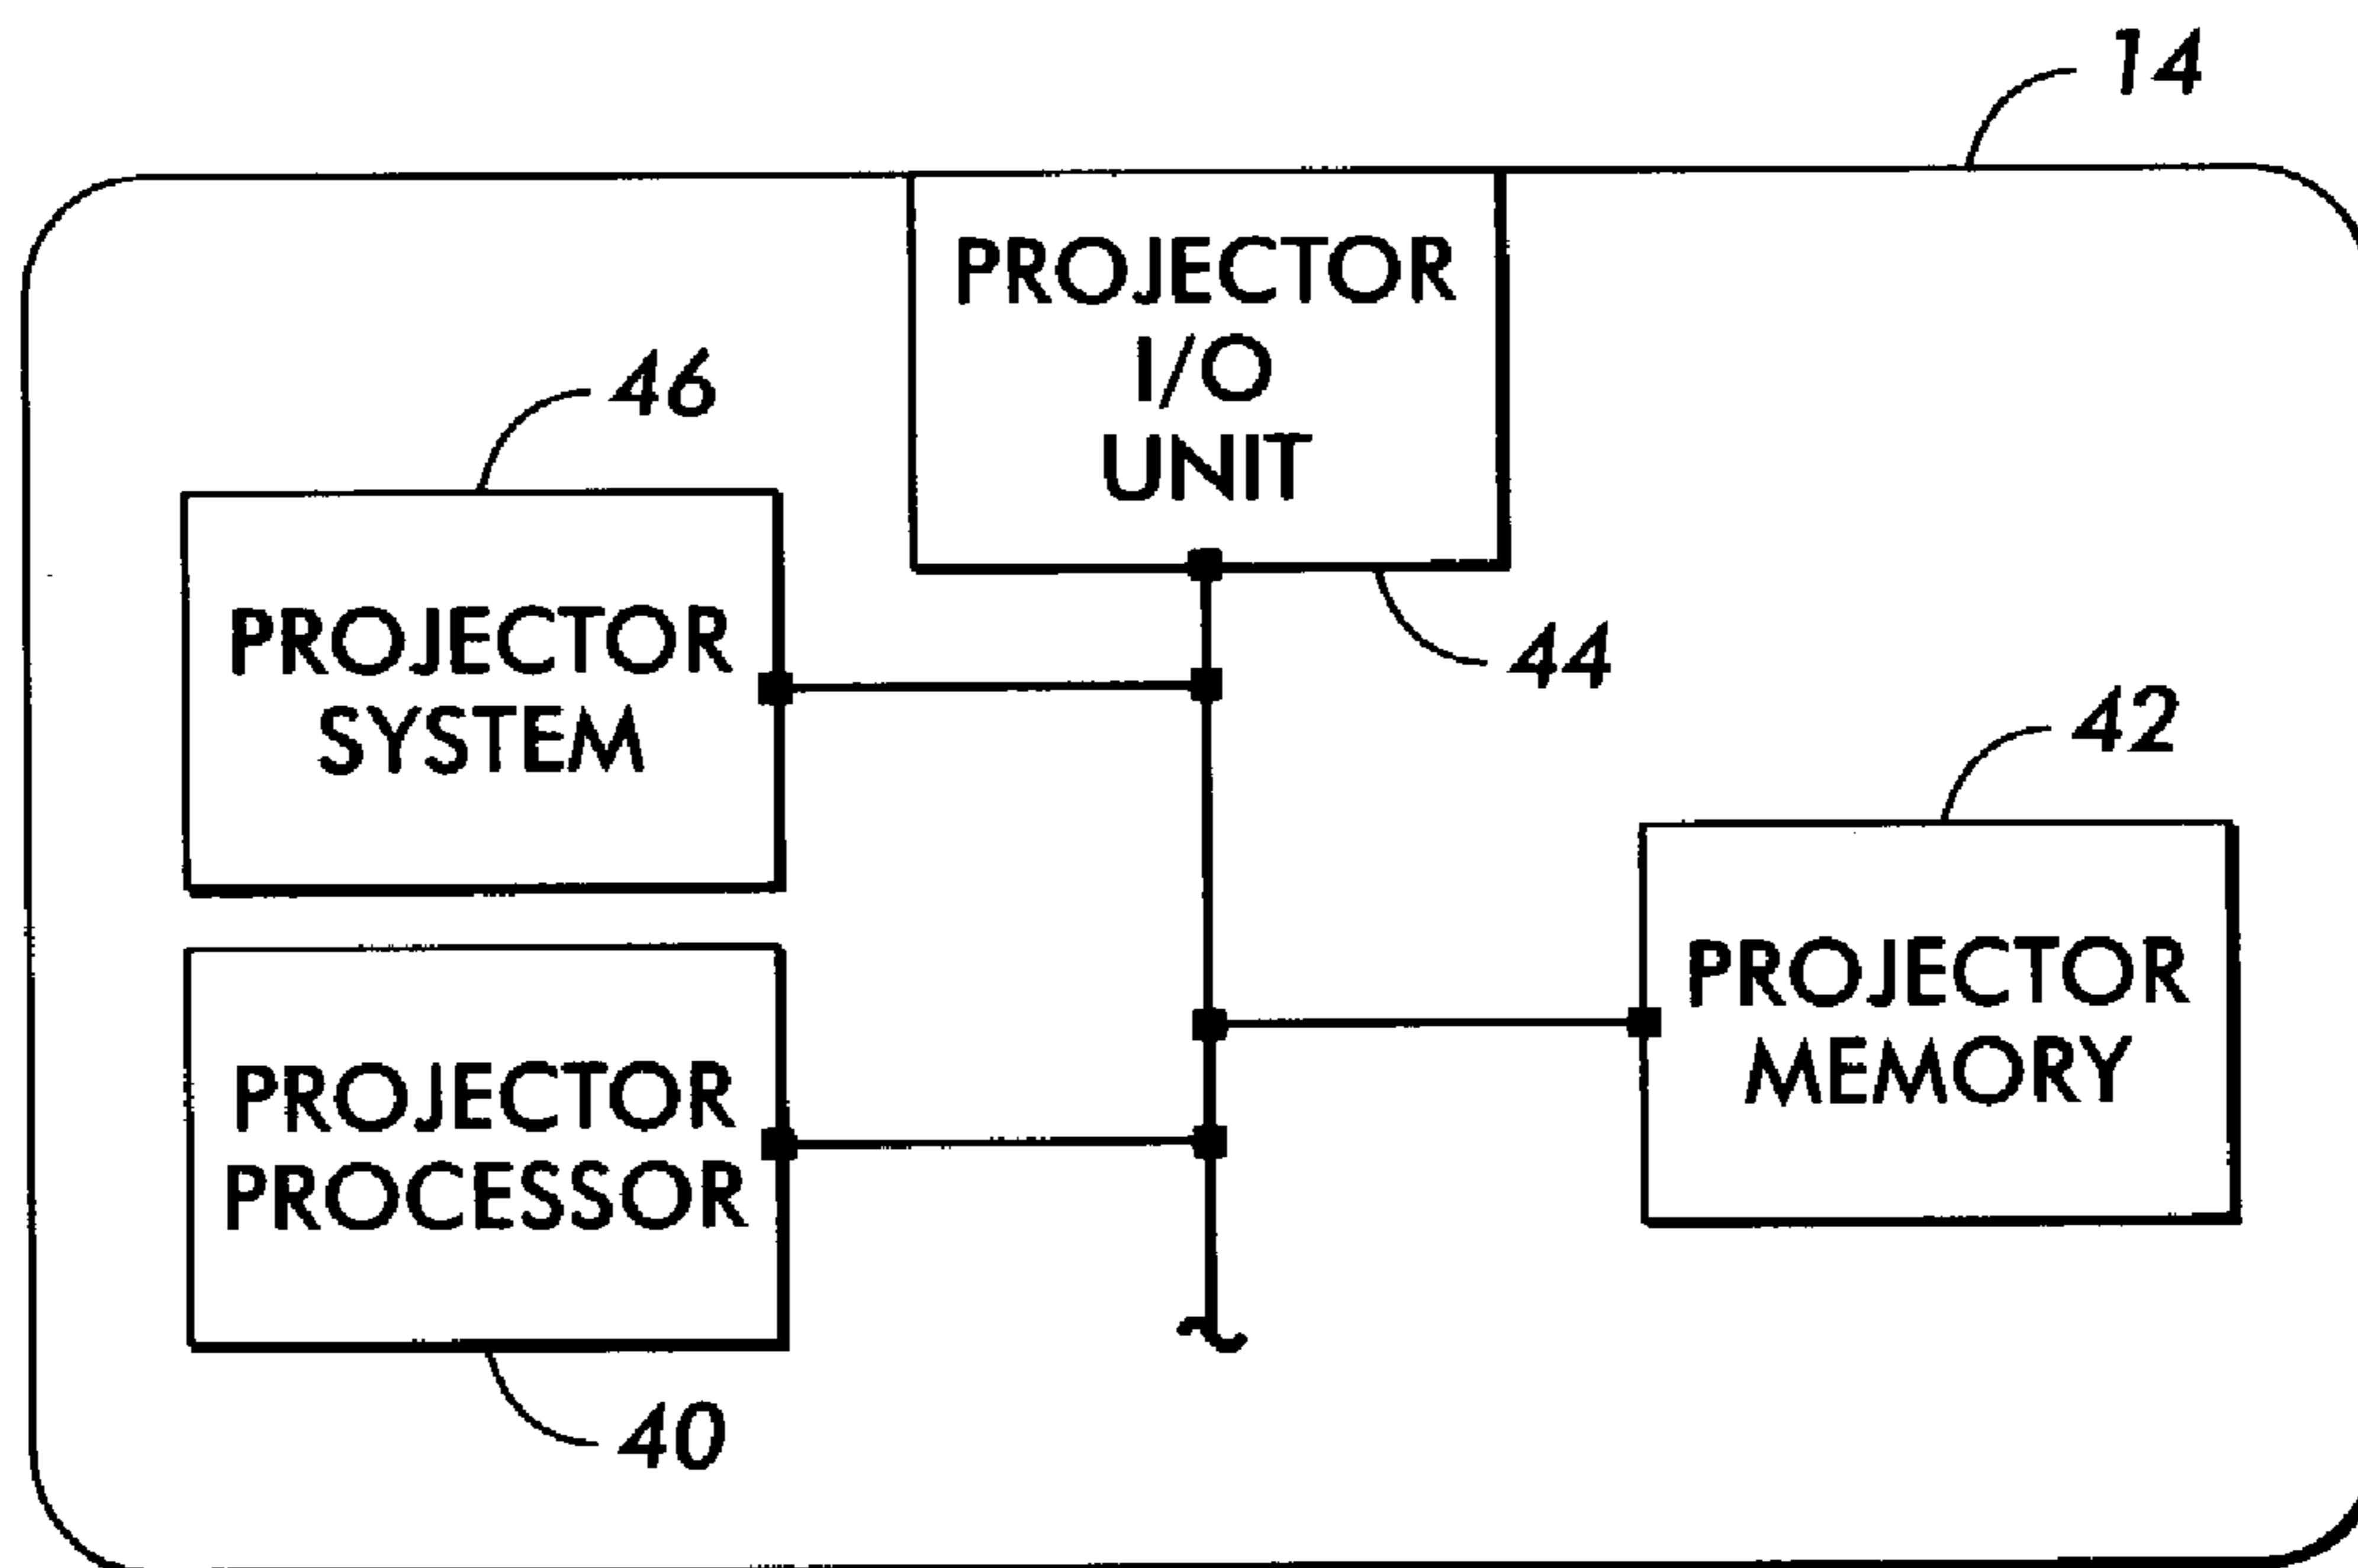 14
PROJECTOR
I/O
UNIT
46
44
PROJECTOR
SYSTEM
42
PROJECTOR
MEMORY
PROJECTOR
PROCESSOR
40